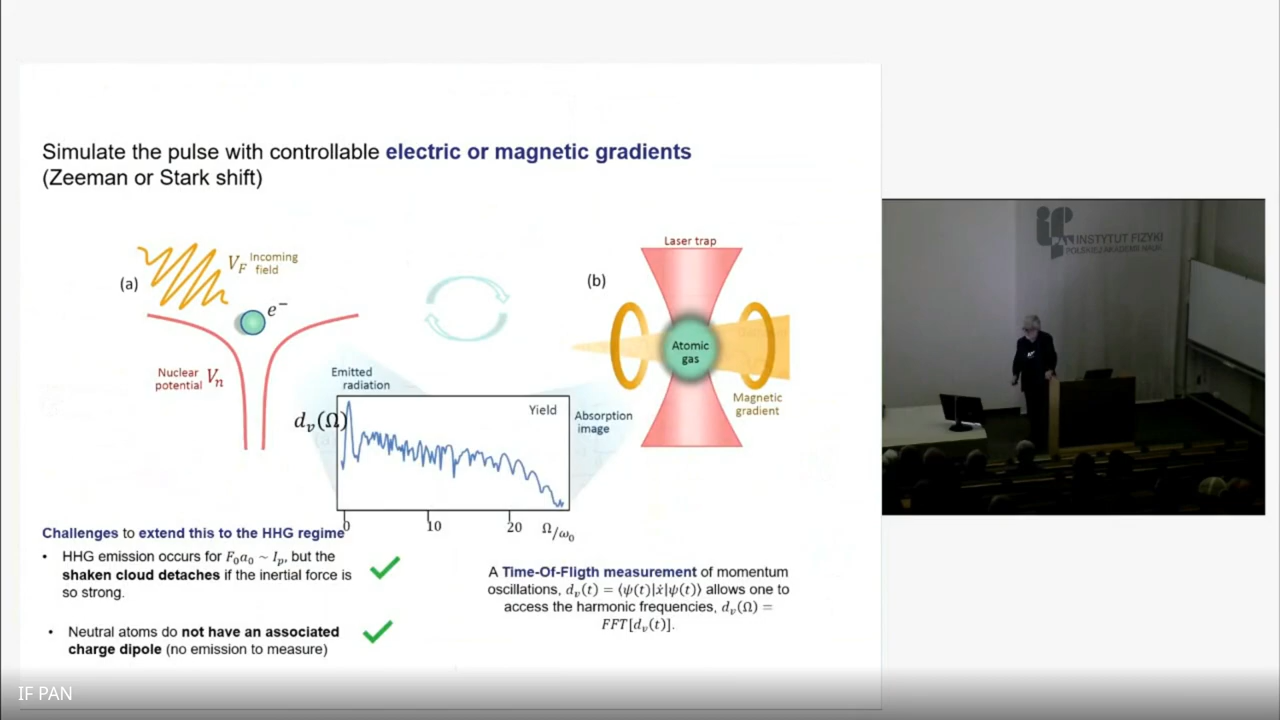 Simulate the pulse with controllable electric or magnetic gradients
(Zeeman or Stark shift)
(a)
V_F
Incoming
field
e⁻
Nuclear
potential V_n
Emitted
radiation
d_v(Ω)
Yield
0
10
20
Ω/ω₀
Absorption
image
(b)
Laser trap
Atomic
gas
Magnetic
gradient
Challenges to extend this to the HHG regime
• HHG emission occurs for F₀a₀ ~ I_p, but the
shaken cloud detaches if the inertial force is
so strong.
• Neutral atoms do not have an associated
charge dipole (no emission to measure)
A Time-Of-Fligth measurement of momentum
oscillations, d_v(t) = ⟨ψ(t)|ẋ|ψ(t)⟩ allows one to
access the harmonic frequencies, d_v(Ω) =
FFT[d_v(t)].
INSTYTUT FIZYKI
POLSKIEJ AKADEMII NAUK
IF PAN